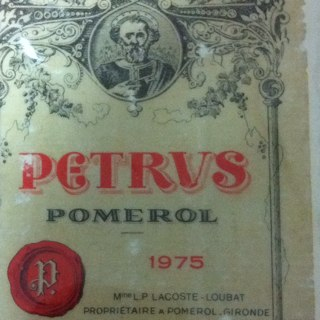 PETRVS
POMEROL
1975
P.
Mme L.P. LACOSTE-LOUBAT
PROPRIÉTAIRE A POMEROL, GIRONDE